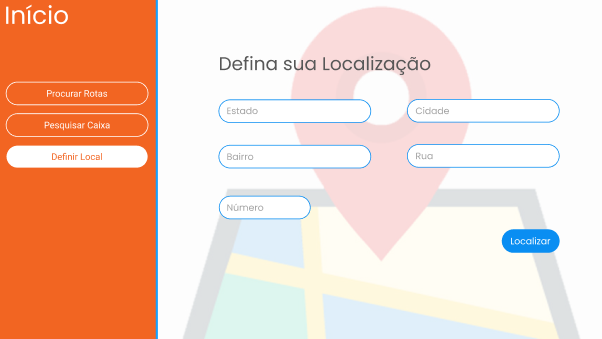 Início
Procurar Rotas
Pesquisar Caixa
Definir Local
Defina sua Localização
Estado
Cidade
Bairro
Rua
Número
Localizar